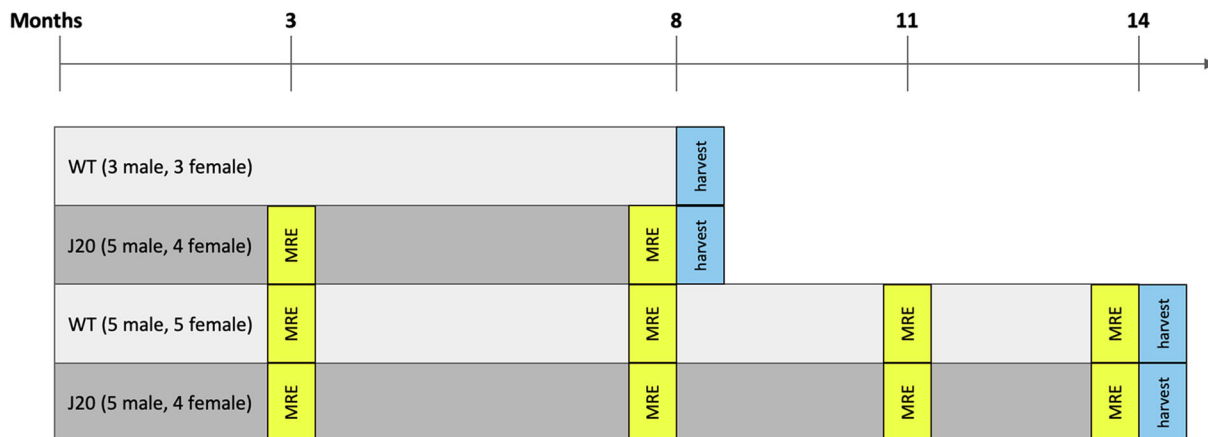 Months 3 8 11 14
WT (3 male, 3 female) harvest
J20 (5 male, 4 female) MRE MRE harvest
WT (5 male, 5 female) MRE MRE MRE MRE harvest
J20 (5 male, 4 female) MRE MRE MRE MRE harvest